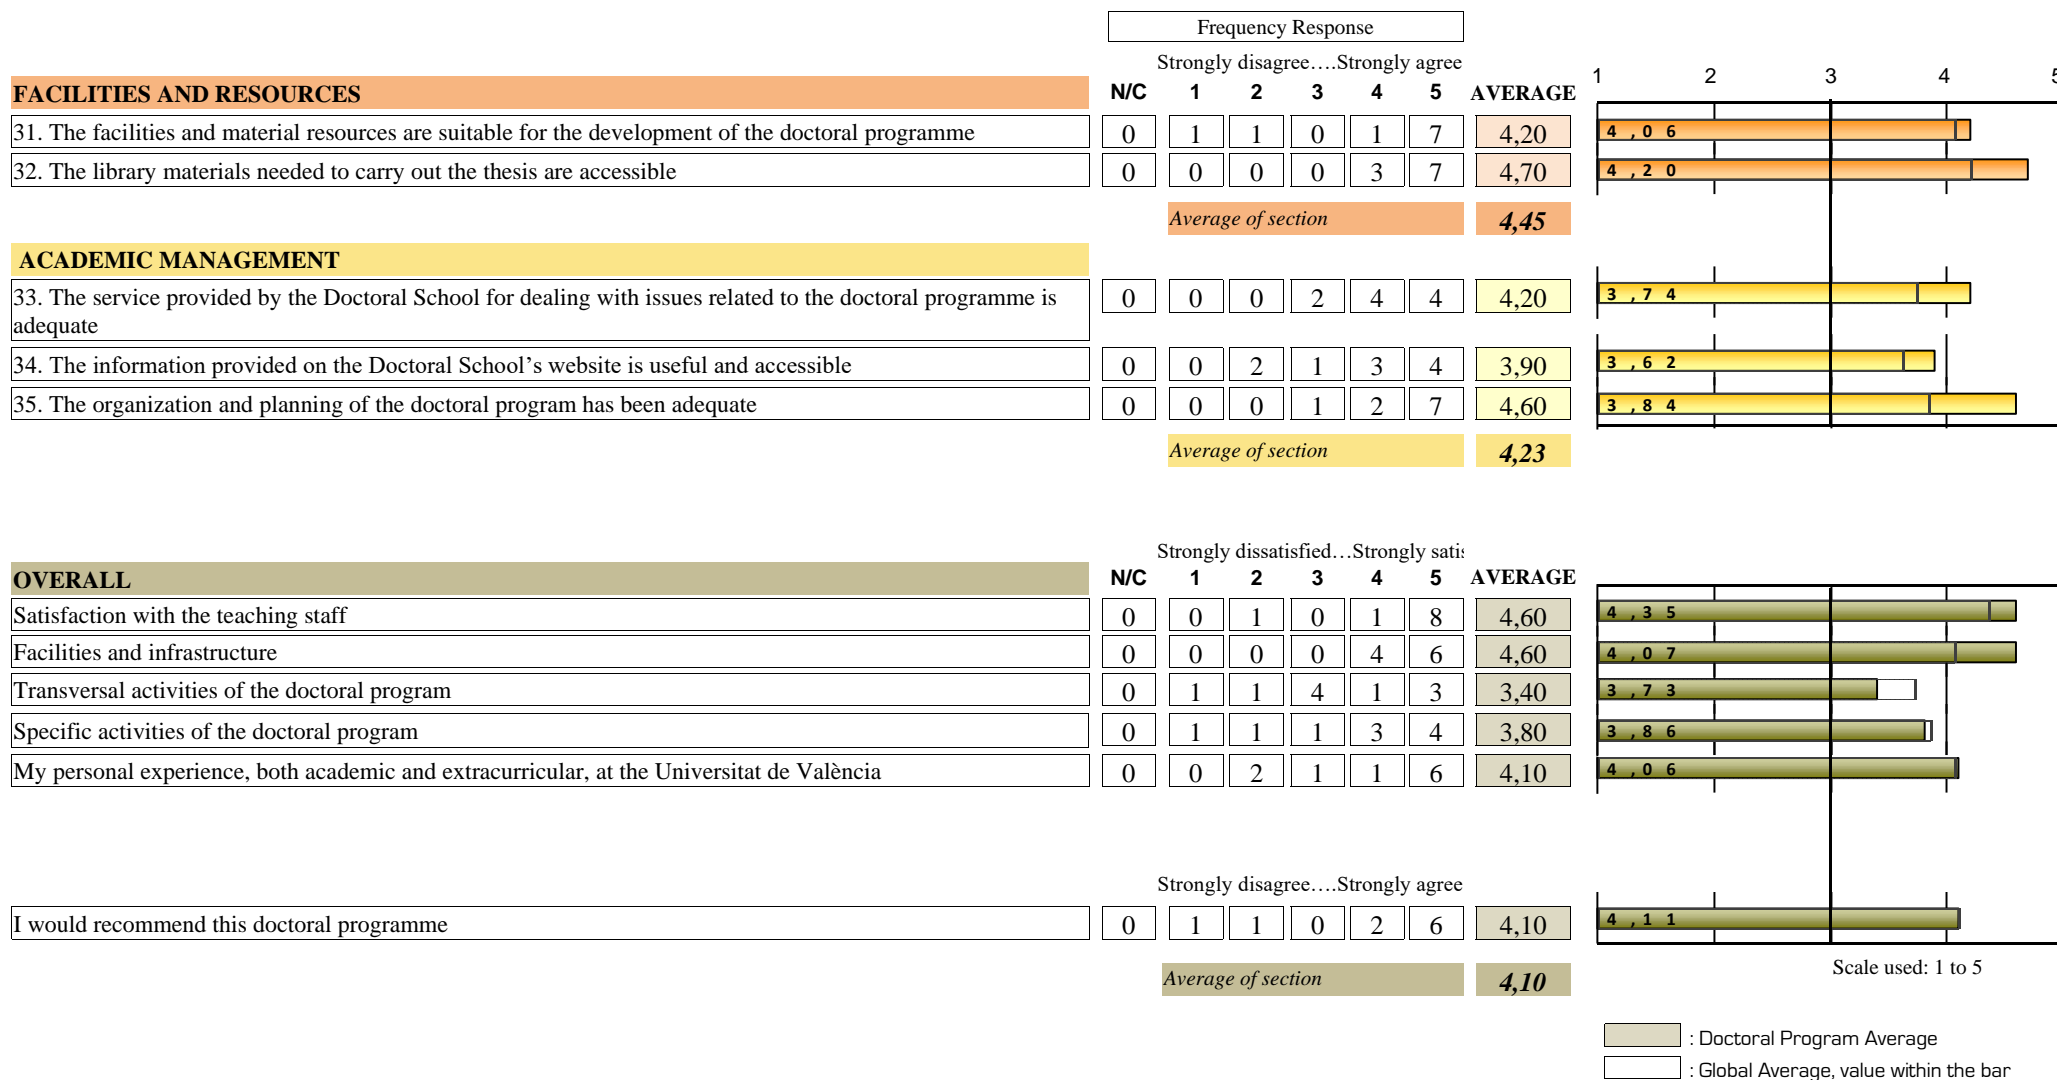 Frequency Response
Strongly disagree….Strongly agree
FACILITIES AND RESOURCES N/C 1 2 3 4 5 AVERAGE 1 2 3 4 5
31. The facilities and material resources are suitable for the development of the doctoral programme 0 1 1 0 1 7 4,20 4,06
32. The library materials needed to carry out the thesis are accessible 0 0 0 0 3 7 4,70 4,20
Average of section 4,45
ACADEMIC MANAGEMENT
33. The service provided by the Doctoral School for dealing with issues related to the doctoral programme is
adequate 0 0 0 2 4 4 4,20 3,74
34. The information provided on the Doctoral School’s website is useful and accessible 0 0 2 1 3 4 3,90 3,62
35. The organization and planning of the doctoral program has been adequate 0 0 0 1 2 7 4,60 3,84
Average of section 4,23
Strongly dissatisfied…Strongly satis
OVERALL N/C 1 2 3 4 5 AVERAGE
Satisfaction with the teaching staff 0 0 1 0 1 8 4,60 4,35
Facilities and infrastructure 0 0 0 0 4 6 4,60 4,07
Transversal activities of the doctoral program 0 1 1 4 1 3 3,40 3,73
Specific activities of the doctoral program 0 1 1 1 3 4 3,80 3,86
My personal experience, both academic and extracurricular, at the Universitat de València 0 0 2 1 1 6 4,10 4,06
Strongly disagree….Strongly agree
I would recommend this doctoral programme 0 1 1 0 2 6 4,10 4,11
Average of section 4,10
Scale used: 1 to 5
: Doctoral Program Average
: Global Average, value within the bar